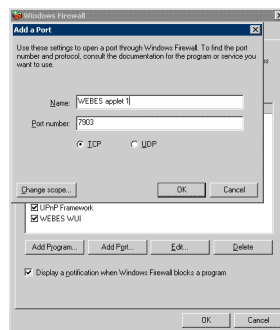 Windows Firewall
Add a Port
Use these settings to open a port through Windows Firewall. To find the port
number and protocol, consult the documentation for the program or service you
want to use.
Name: WEBES applet 1
Port number: 7903
TCP UDP
Change scope... OK Cancel
UPnP Framework
WEBES WUI
Add Program... Add Port... Edit... Delete
Display a notification when Windows Firewall blocks a program
OK Cancel